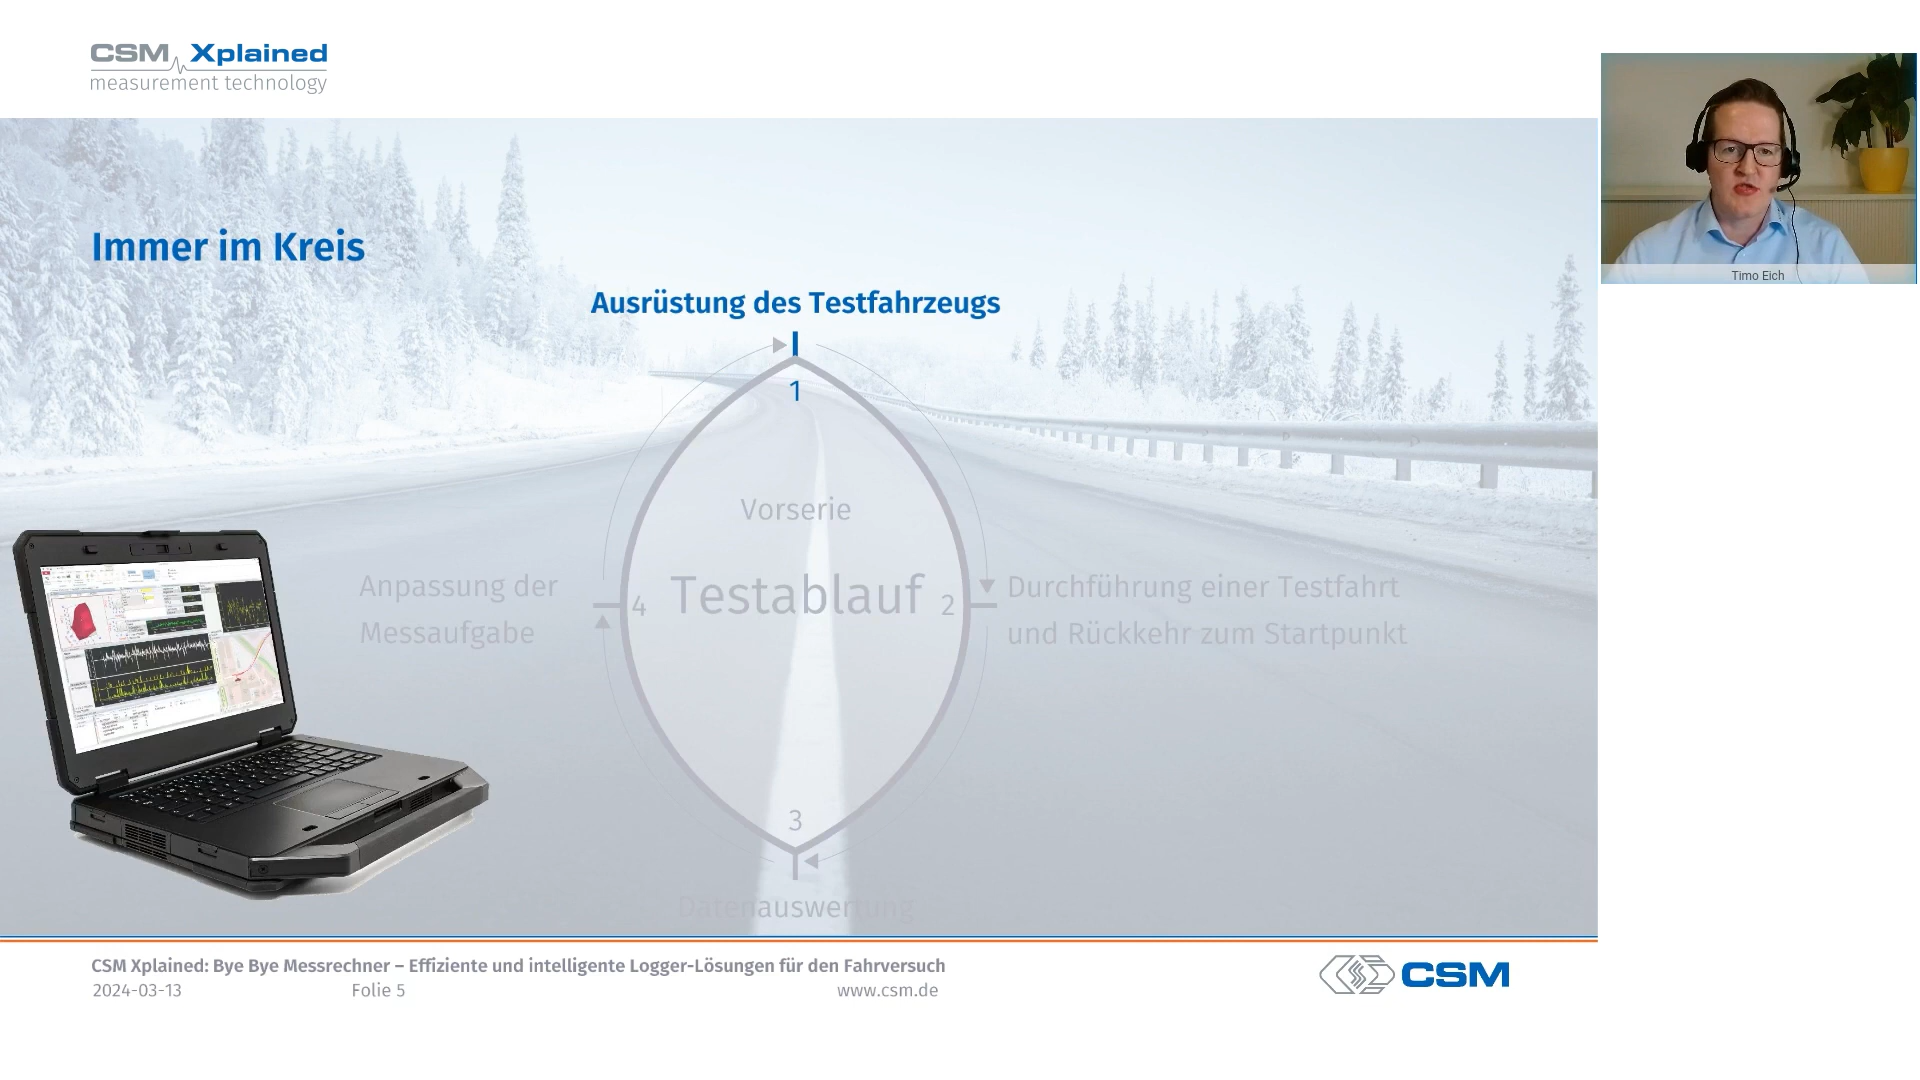 CSM Xplained
measurement technology
Timo Eich
Immer im Kreis
Ausrüstung des Testfahrzeugs
1
Vorserie
Anpassung der
Messaufgabe
4
Testablauf
2
Durchführung einer Testfahrt
und Rückkehr zum Startpunkt
3
Datenauswertung
CSM Xplained: Bye Bye Messrechner – Effiziente und intelligente Logger-Lösungen für den Fahrversuch
2024-03-13
Folie 5
www.csm.de
CSM